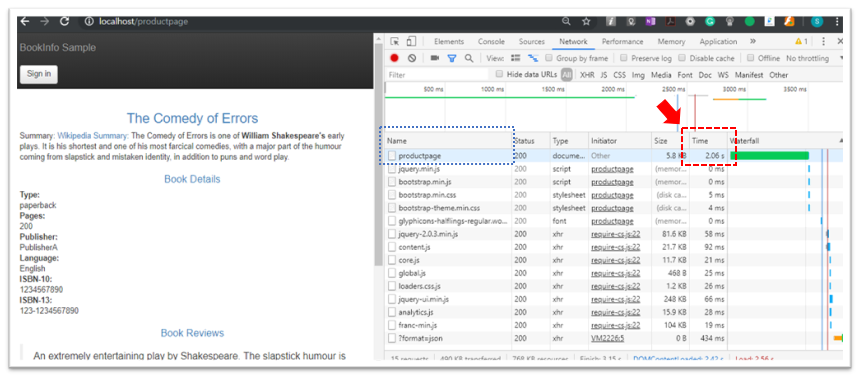 localhost/productpage
BookInfo Sample
Sign in
The Comedy of Errors
Summary: Wikipedia Summary: The Comedy of Errors is one of William Shakespeare's early
plays. It is his shortest and one of his most farcical comedies, with a major part of the humour
coming from slapstick and mistaken identity, in addition to puns and word play.
Book Details
Type:
paperback
Pages:
200
Publisher:
PublisherA
Language:
English
ISBN-10:
1234567890
ISBN-13:
123-1234567890
Book Reviews
An extremely entertaining play by Shakespeare. The slapstick humour is
Elements Console Sources Network Performance Memory Application » 1
View: Group by frame Preserve log Disable cache Offline No throttling
Filter Hide data URLs All XHR JS CSS Img Media Font Doc WS Manifest Other
500 ms 1000 ms 1500 ms 2000 ms 2500 ms 3000 ms 3500 ms
Name Status Type Initiator Size Time Waterfall
productpage 200 docume... Other 5.8 KB 2.06 s
jquery.min.js 200 script productpage (memor... 0 ms
bootstrap.min.js 200 script productpage (memor... 0 ms
bootstrap.min.css 200 stylesheet productpage (disk ca... 5 ms
bootstrap-theme.min.css 200 stylesheet productpage (disk ca... 4 ms
glyphicons-halflings-regular.wo... 200 font productpage (memor... 0 ms
jquery-2.0.3.min.js 200 xhr require-cs.js:22 81.6 KB 58 ms
content.js 200 xhr require-cs.js:22 21.7 KB 92 ms
core.js 200 xhr require-cs.js:22 11.7 KB 21 ms
global.js 200 xhr require-cs.js:22 468 B 25 ms
loaders.css.js 200 xhr require-cs.js:22 1.2 KB 26 ms
jquery-ui.min.js 200 xhr require-cs.js:22 248 KB 66 ms
analytics.js 200 xhr require-cs.js:22 15.9 KB 28 ms
franc-min.js 200 xhr require-cs.js:22 104 KB 19 ms
?format=json 200 xhr VM2226:5 0 B 434 ms
15 requests 490 KB transferred 768 KB resources Finish: 3.15 s DOMContentLoaded: 2.42 s Load: 2.56 s